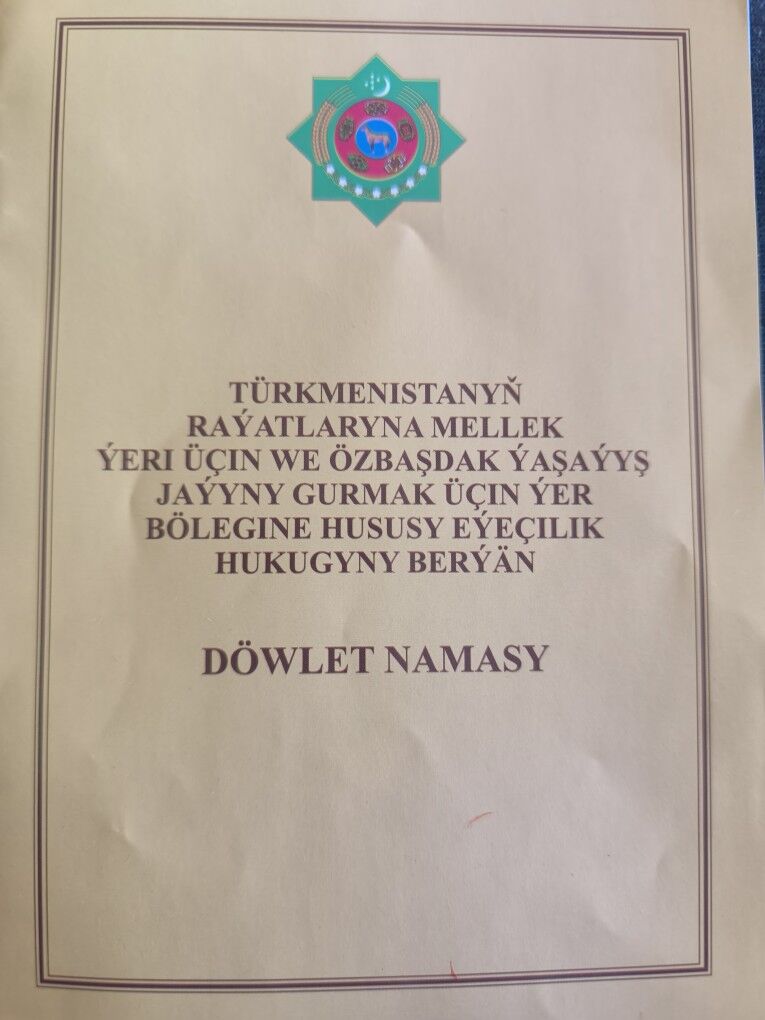 TÜRKMENISTANYŇ
RAÝATLARYNA MELLEK
ÝERI ÜÇIN WE ÖZBAŞDAK ÝAŞAÝYŞ
JAÝYNY GURMAK ÜÇIN ÝER
BÖLEGINE HUSUSY EÝEÇILIK
HUKUGYNY BERÝÄN
DÖWLET NAMASY